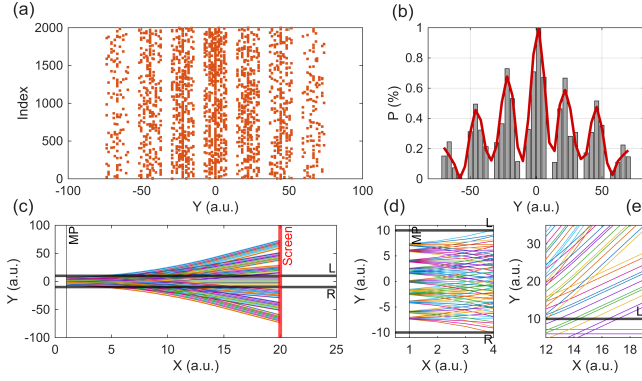 (a)
2000
1500
1000
500
0
Index
-100
-50
0
50
100
Y (a.u.)
(b)
1
0.8
0.6
0.4
0.2
0
P (%)
-50
0
50
Y (a.u.)
(c)
100
50
0
-50
-100
Y (a.u.)
MP
Screen
L
R
0
5
10
15
20
25
X (a.u.)
(d)
10
5
0
-5
-10
Y (a.u.)
MP
L
R
1
2
3
4
X (a.u.)
(e
30
20
10
L
12
14
16
18
X (a.u.)